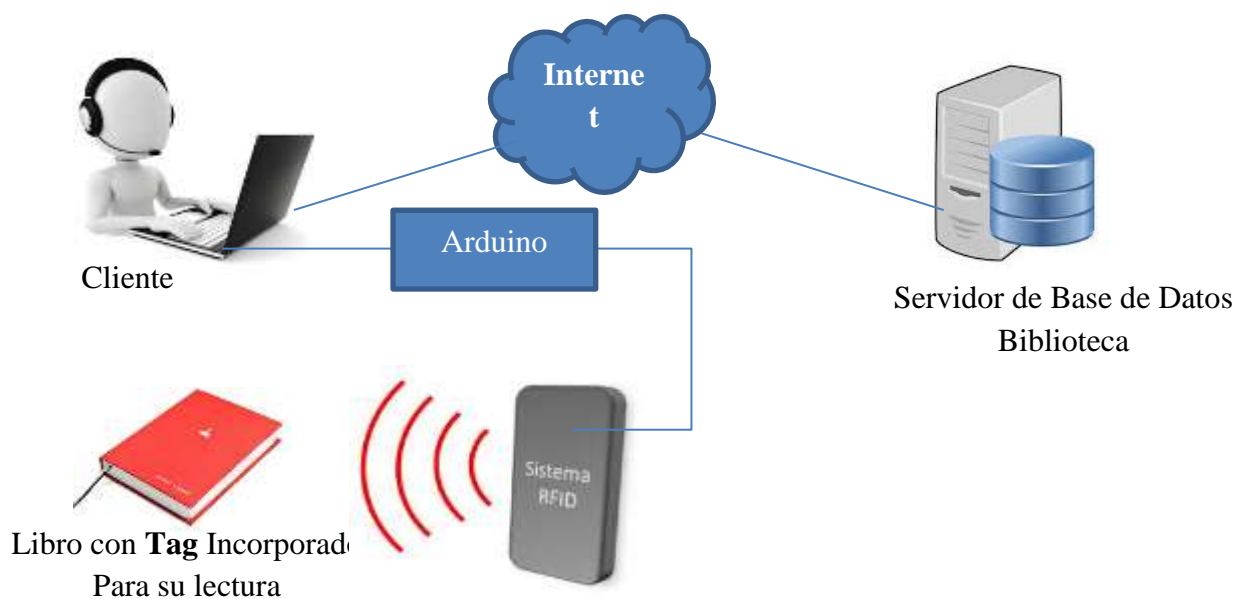 Interne
t
Arduino
Cliente
Servidor de Base de Datos
Biblioteca
Sistema
RFiD
Libro con Tag Incorporad
Para su lectura